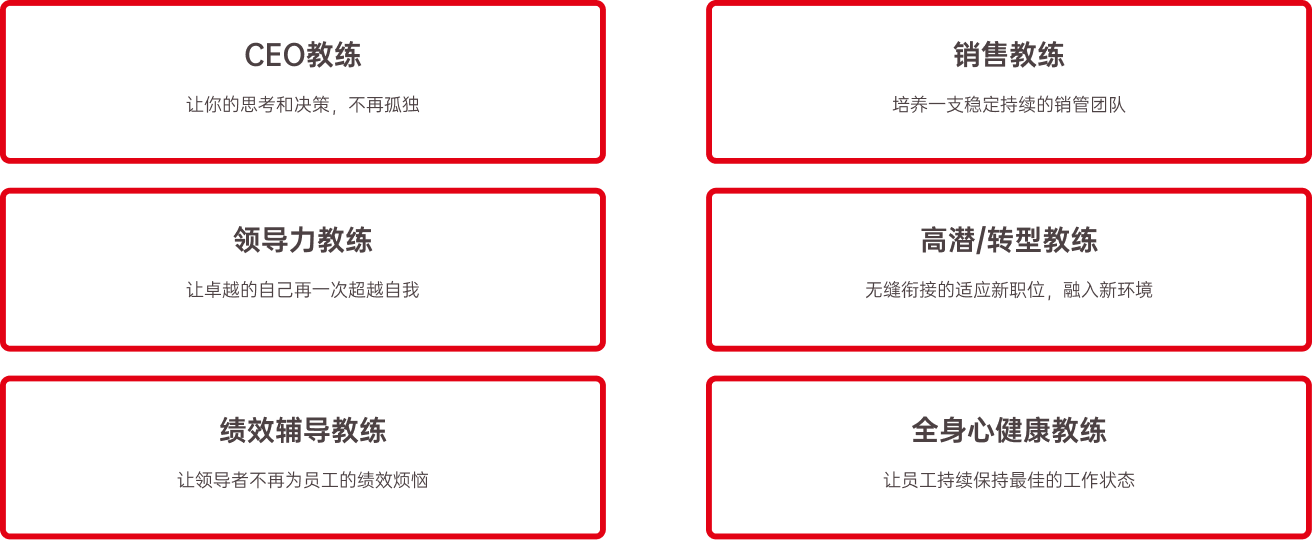 CEO教练
让你的思考和决策，不再孤独
销售教练
培养一支稳定持续的销管团队
领导力教练
让卓越的自己再一次超越自我
高潜/转型教练
无缝衔接的适应新职位，融入新环境
绩效辅导教练
让领导者不再为员工的绩效烦恼
全身心健康教练
让员工持续保持最佳的工作状态